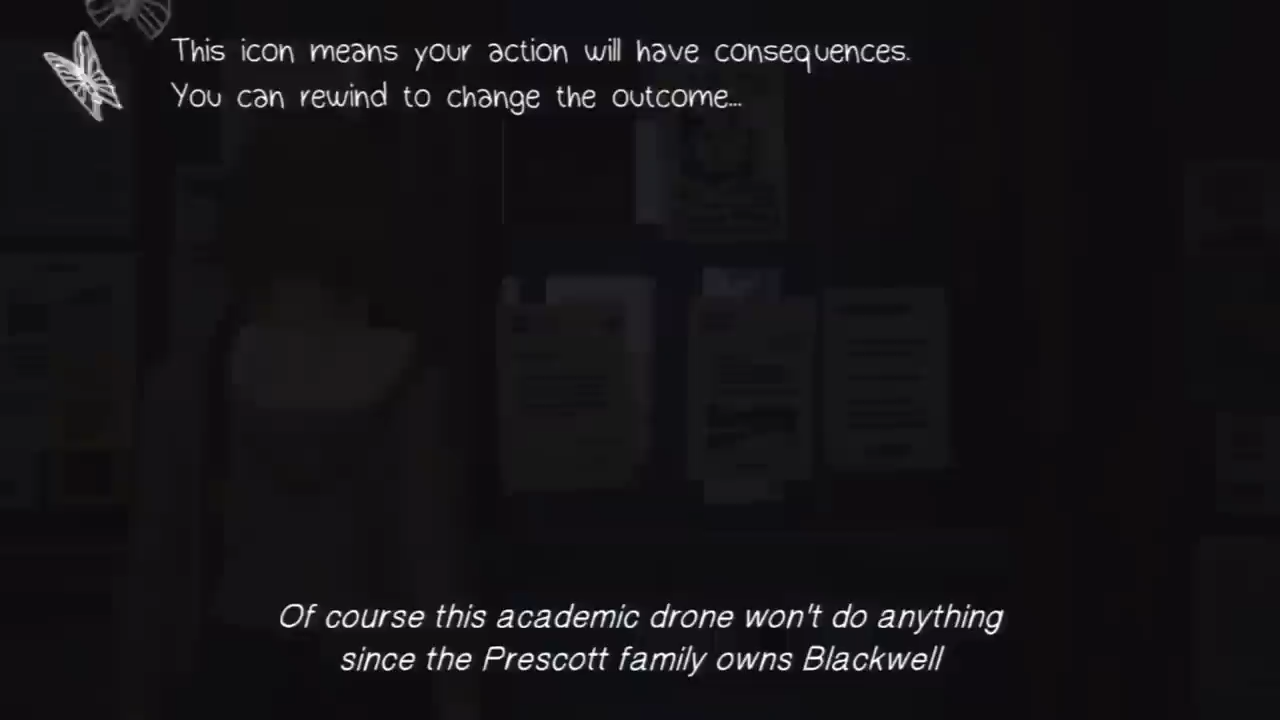 This icon means your action will have consequences.
You can rewind to change the outcome...
Of course this academic drone won't do anything
since the Prescott family owns Blackwell